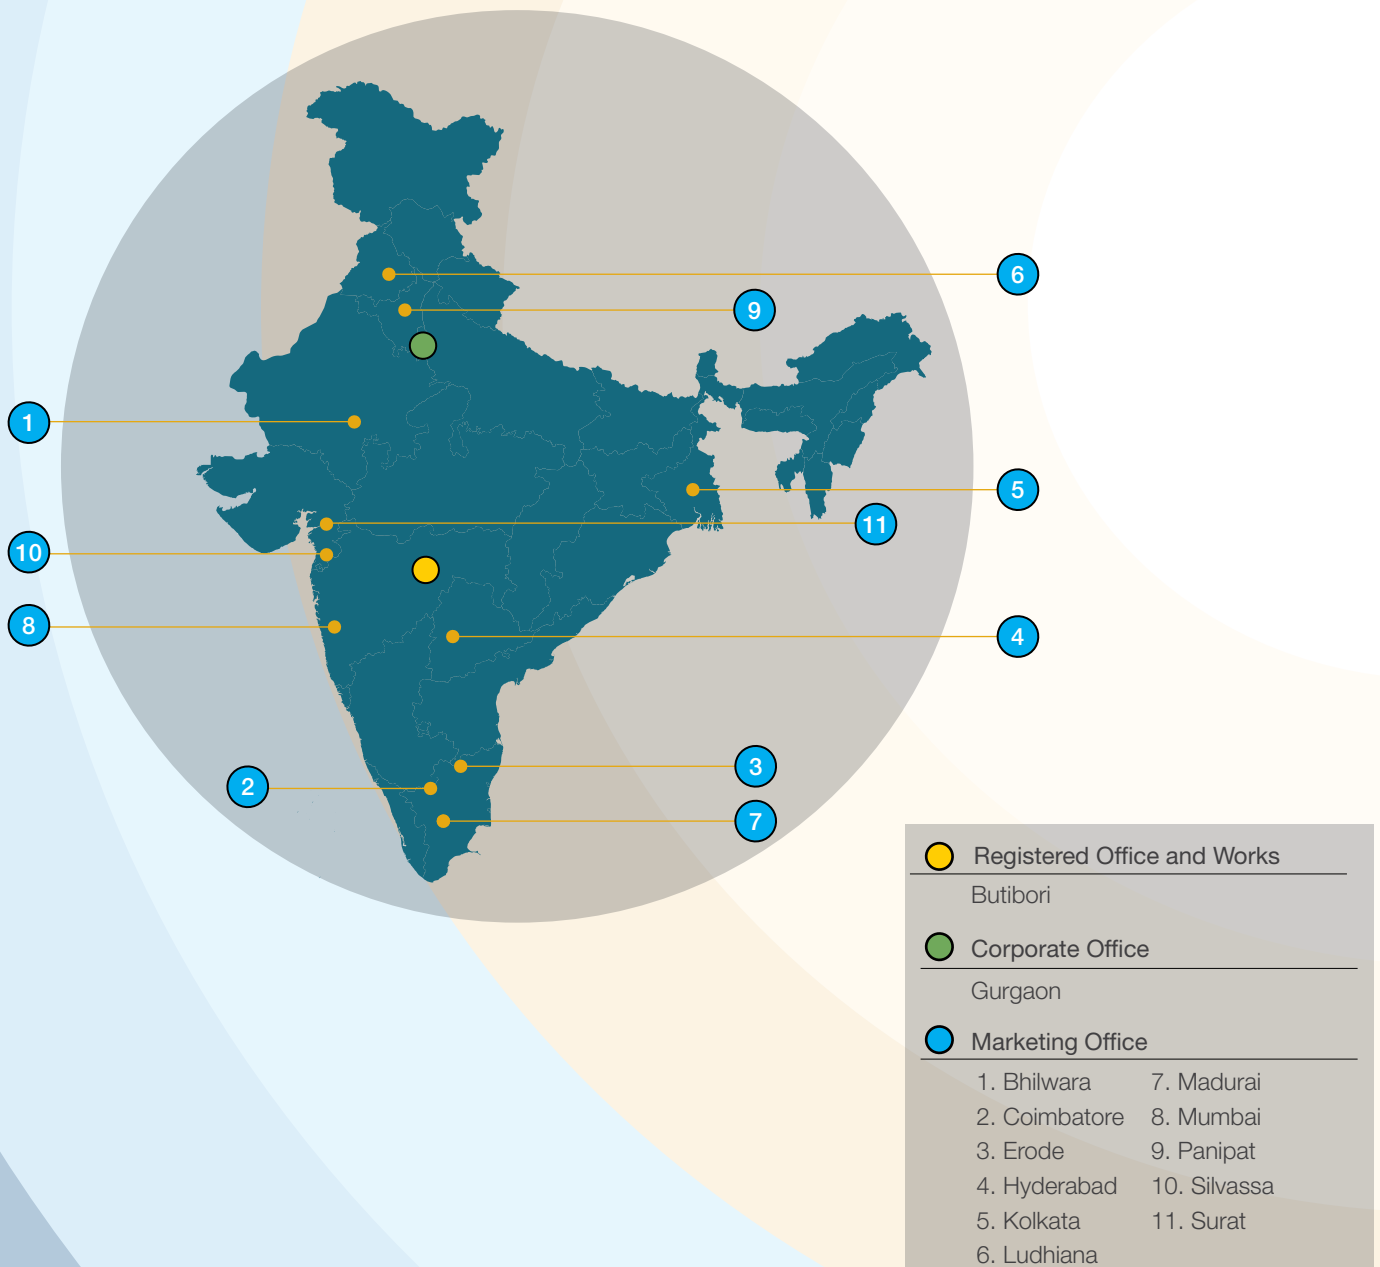 6
9
1
5
11
10
8
4
3
2
7
Registered Office and Works
Butibori
Corporate Office
Gurgaon
Marketing Office
1. Bhilwara
2. Coimbatore
3. Erode
4. Hyderabad
5. Kolkata
6. Ludhiana
7. Madurai
8. Mumbai
9. Panipat
10. Silvassa
11. Surat